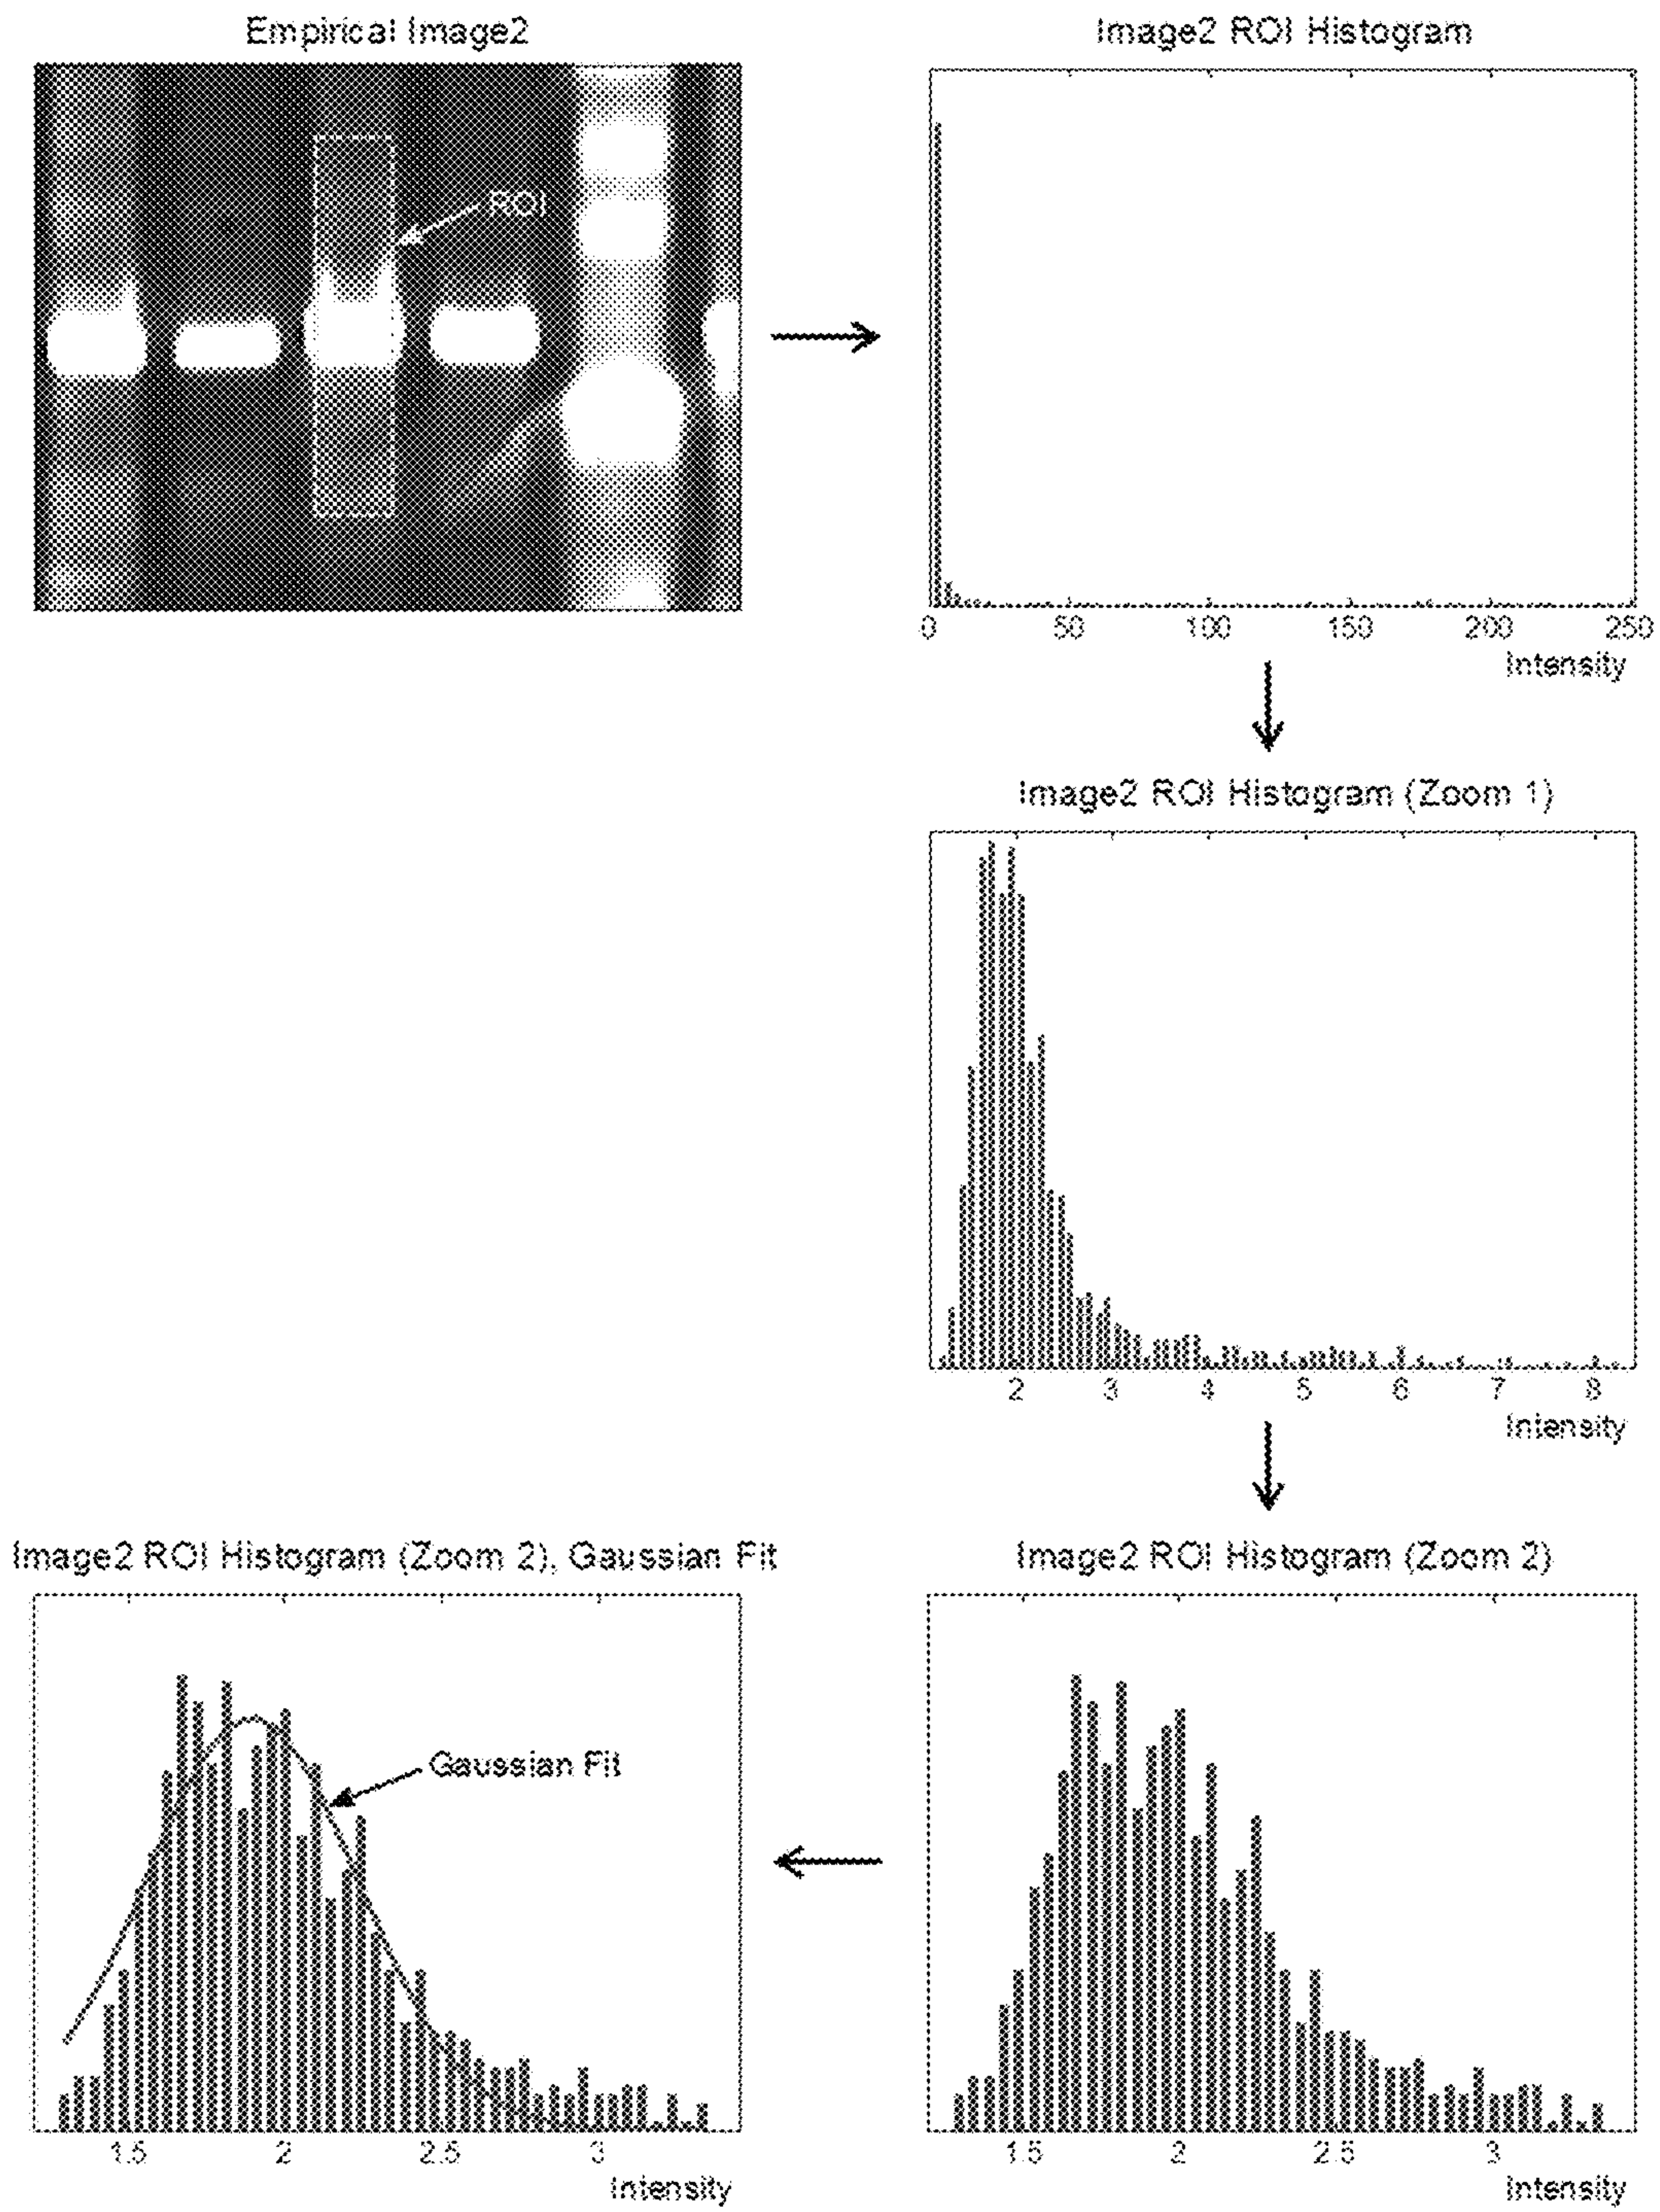 Empirical Image2
Image2 ROI Histogram
ROI
0 50 100 150 200 250
Intensity
Image2 ROI Histogram (Zoom 1)
2 3 4 5 6 7 8
Intensity
Image2 ROI Histogram (Zoom 2), Gaussian Fit
Image2 ROI Histogram (Zoom 2)
Gaussian Fit
1.5 2 2.5 3
Intensity
1.5 2 2.5 3
Intensity